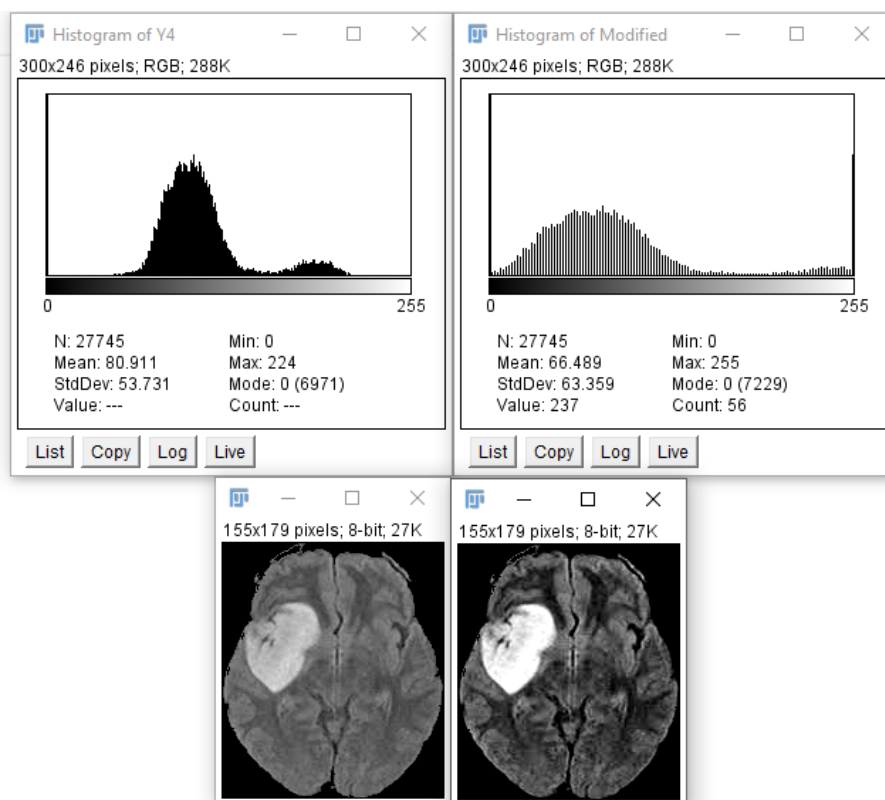 Histogram of Y4
300x246 pixels; RGB; 288K
0 255
N: 27745 Min: 0
Mean: 80.911 Max: 224
StdDev: 53.731 Mode: 0 (6971)
Value: --- Count: ---
List Copy Log Live
Histogram of Modified
300x246 pixels; RGB; 288K
0 255
N: 27745 Min: 0
Mean: 66.489 Max: 255
StdDev: 63.359 Mode: 0 (7229)
Value: 237 Count: 56
List Copy Log Live
155x179 pixels; 8-bit; 27K
155x179 pixels; 8-bit; 27K